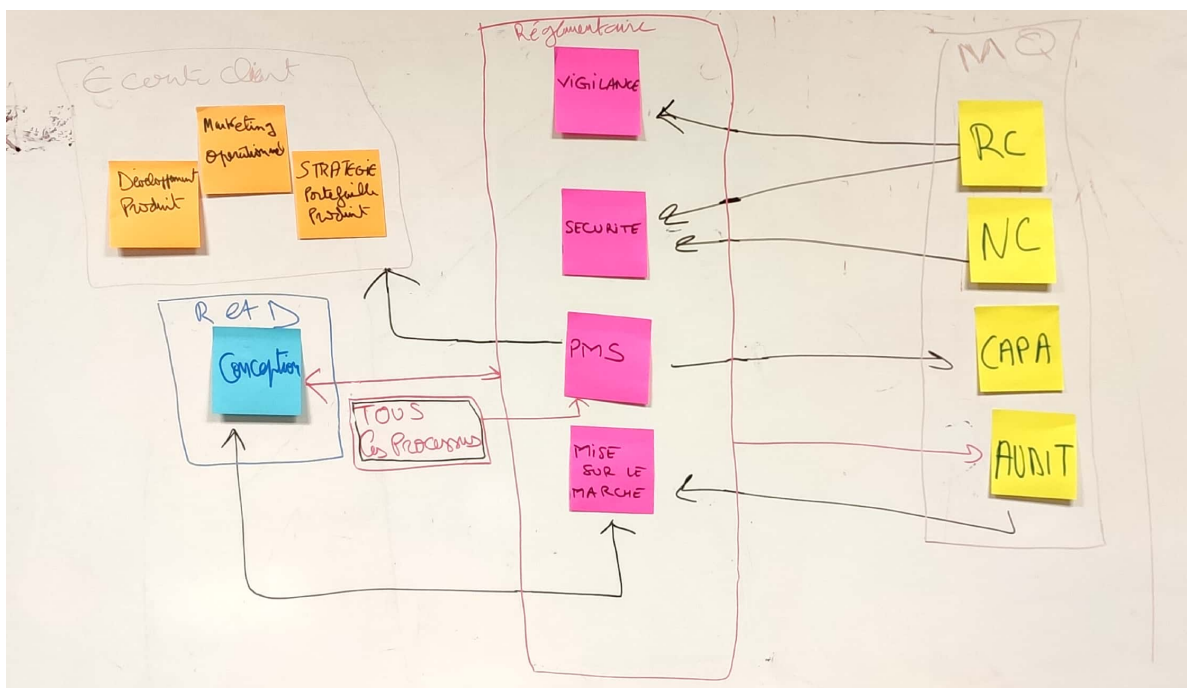 Ecoute client
Marketing
Opérationnel
Développement
Produit
STRATEGIE
Portefeuille
Produit
R et D
Conception
TOUS
les Processus
Réglementaire
VIGILANCE
SECURITE
PMS
MISE
SUR LE
MARCHE
MQ
RC
NC
CAPA
AUDIT